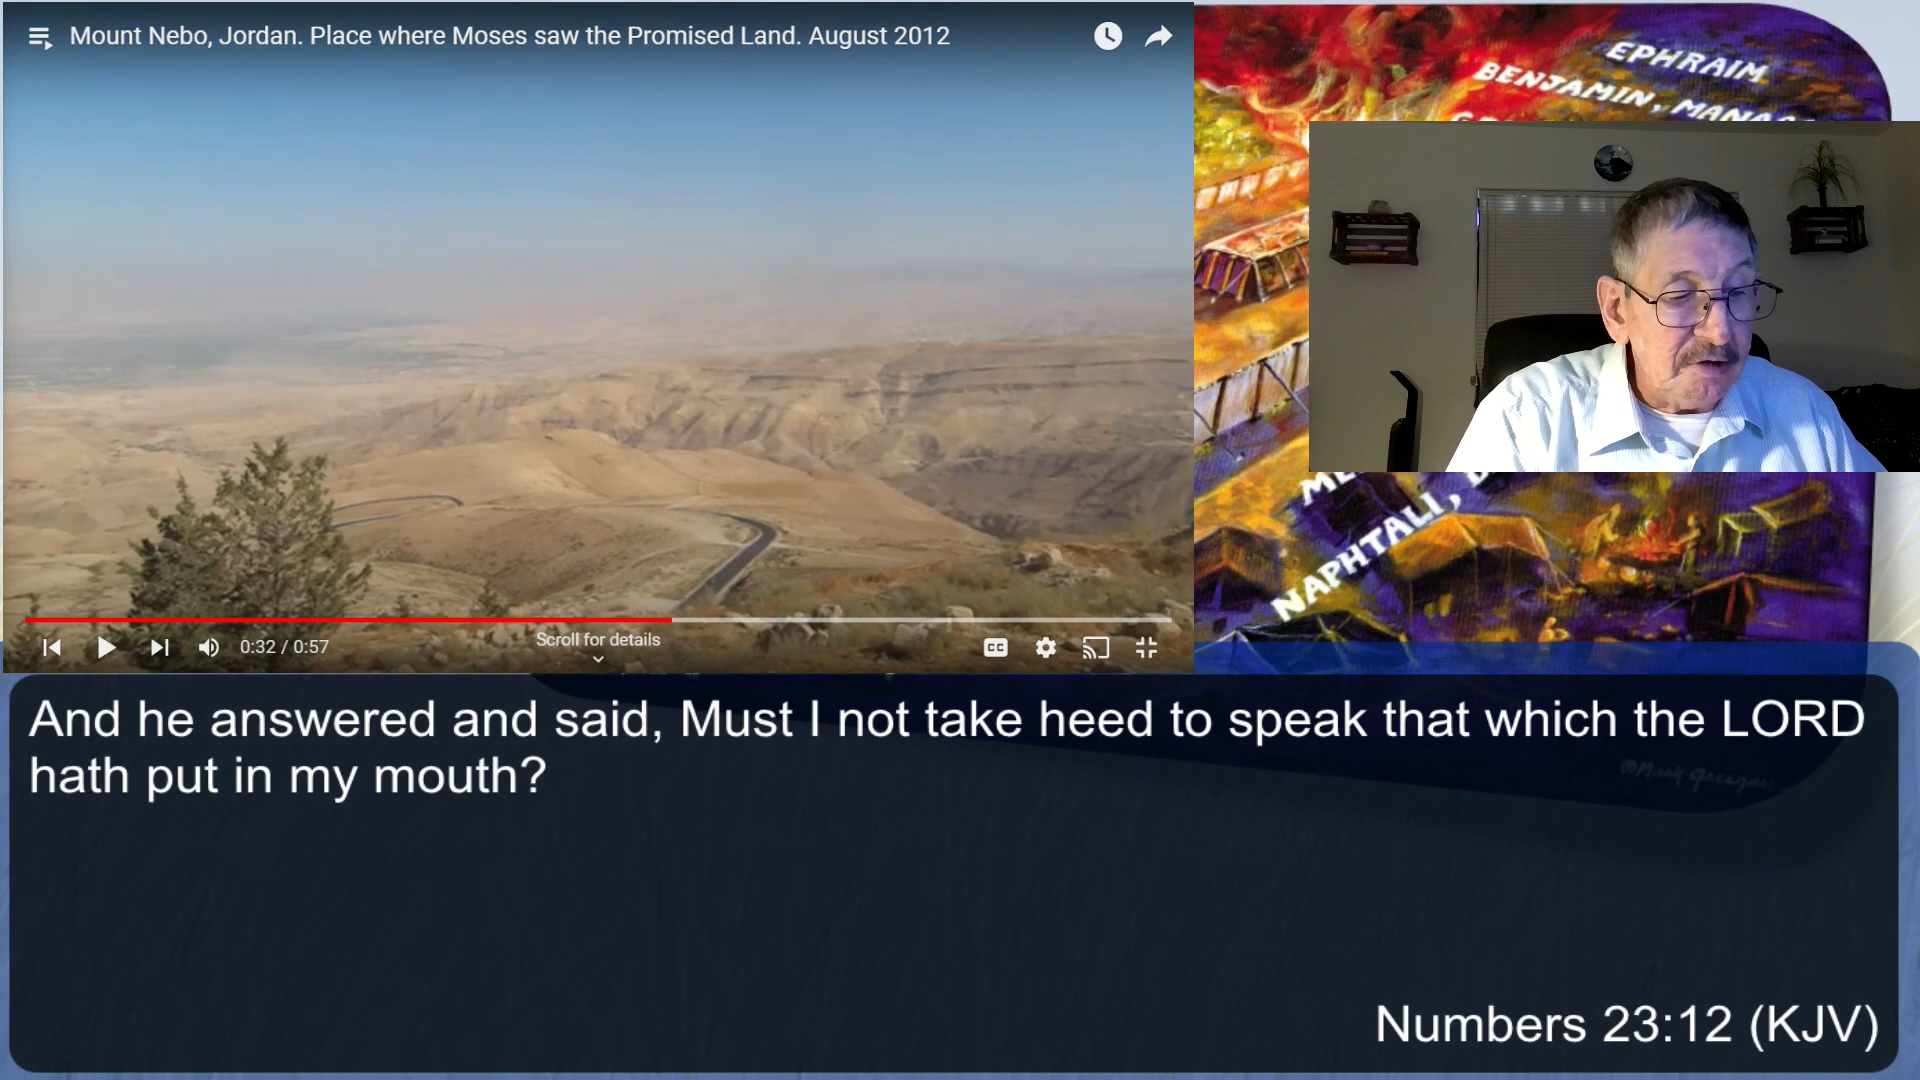 Mount Nebo, Jordan. Place where Moses saw the Promised Land. August 2012
EPHRAIM
BENJAMIN,
NAPHTALI,
0:32 / 0:57
Scroll for details
CC
And he answered and said, Must I not take heed to speak that which the LORD
hath put in my mouth?
©Mark
Numbers 23:12 (KJV)